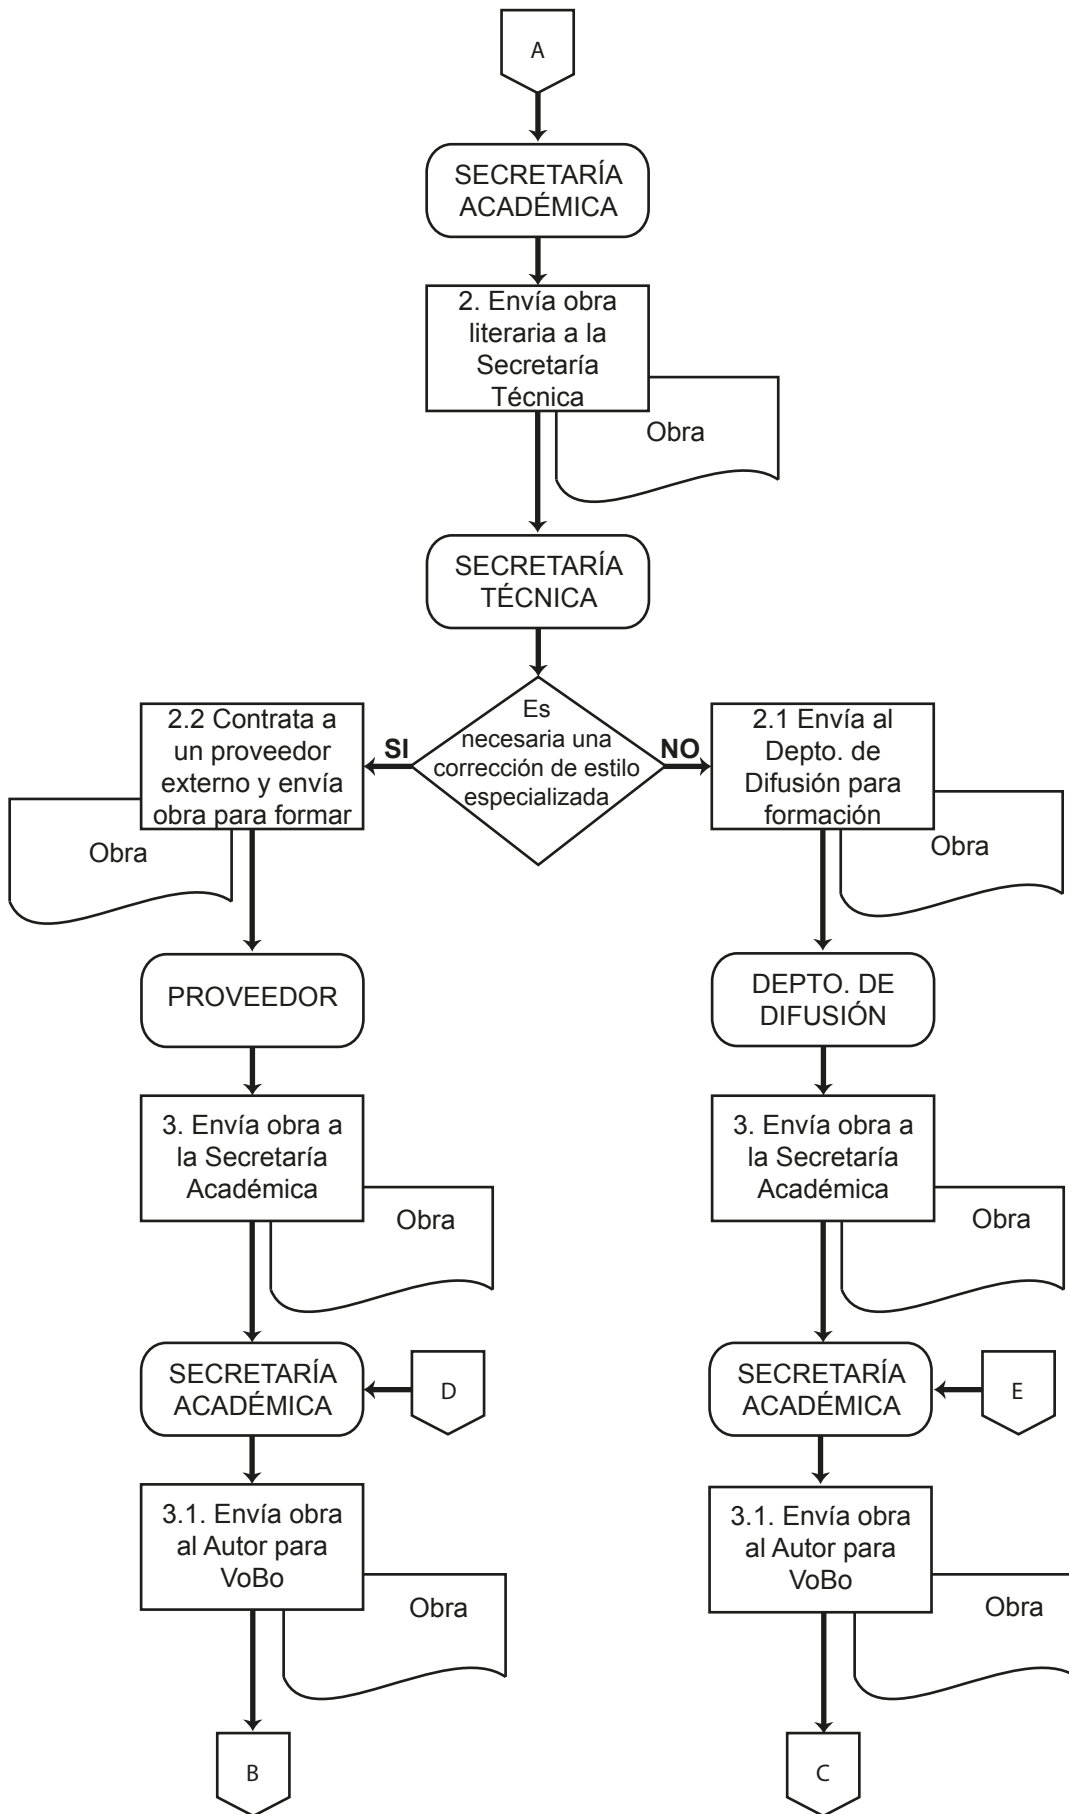 A
SECRETARÍA
ACADÉMICA
2. Envía obra
literaria a la
Secretaría
Técnica
Obra
SECRETARÍA
TÉCNICA
Es
necesaria una
corrección de estilo
especializada
SI
NO
2.2 Contrata a
un proveedor
externo y envía
obra para formar
Obra
2.1 Envía al
Depto. de
Difusión para
formación
Obra
PROVEEDOR
DEPTO. DE
DIFUSIÓN
3. Envía obra a
la Secretaría
Académica
Obra
3. Envía obra a
la Secretaría
Académica
Obra
SECRETARÍA
ACADÉMICA
D
SECRETARÍA
ACADÉMICA
E
3.1. Envía obra
al Autor para
VoBo
Obra
3.1. Envía obra
al Autor para
VoBo
Obra
B
C